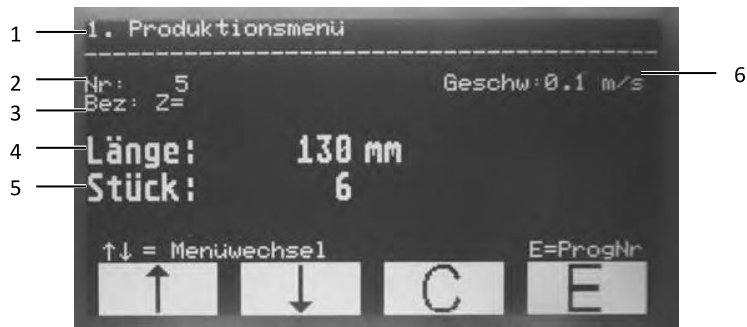 1 1. Produktionsmenü
2 Nr: 5 Geschw:0.1 m/s 6
3 Bez: Z=
4 Länge: 130 mm
5 Stück: 6
↑↓ = Menüwechsel E=ProgNr
↑ ↓ C E